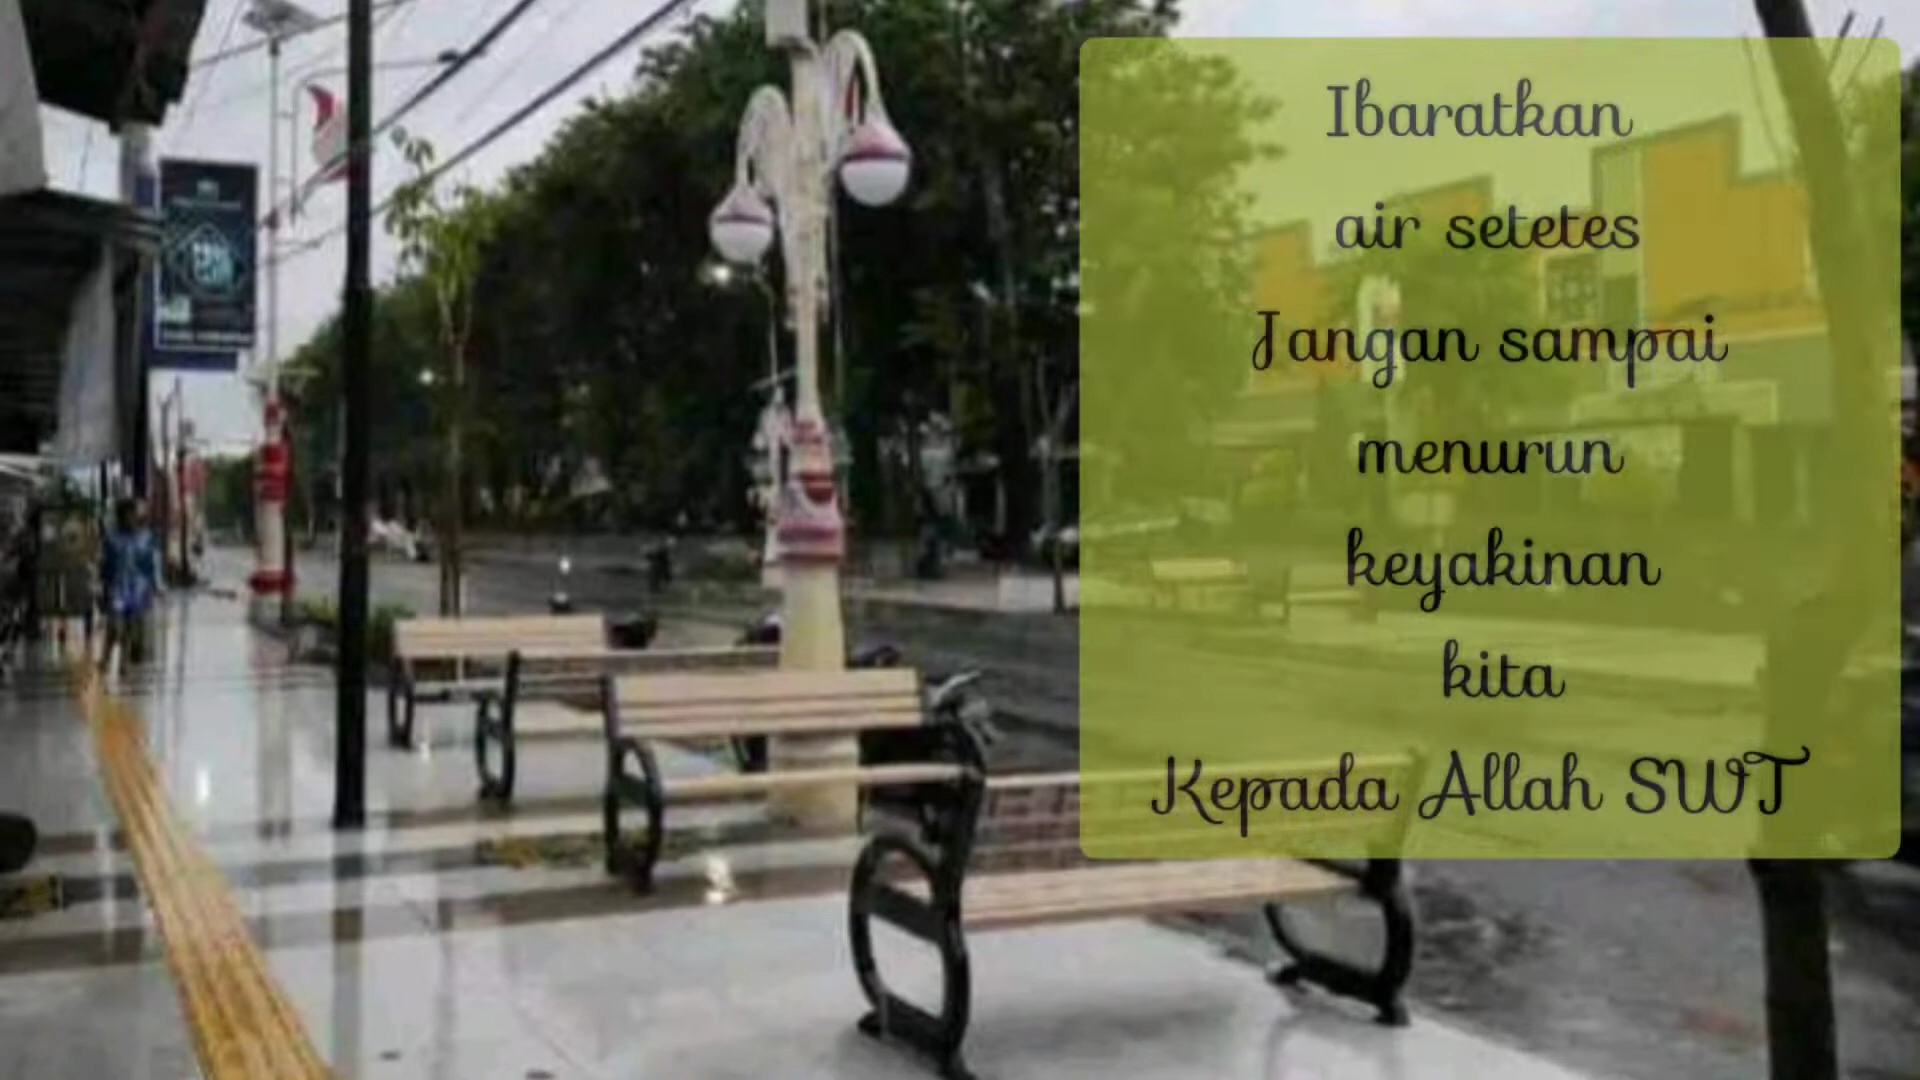 Ibaratkan
air setetes
Jangan sampai
menurun
keyakinan
kita
Kepada Allah SWT